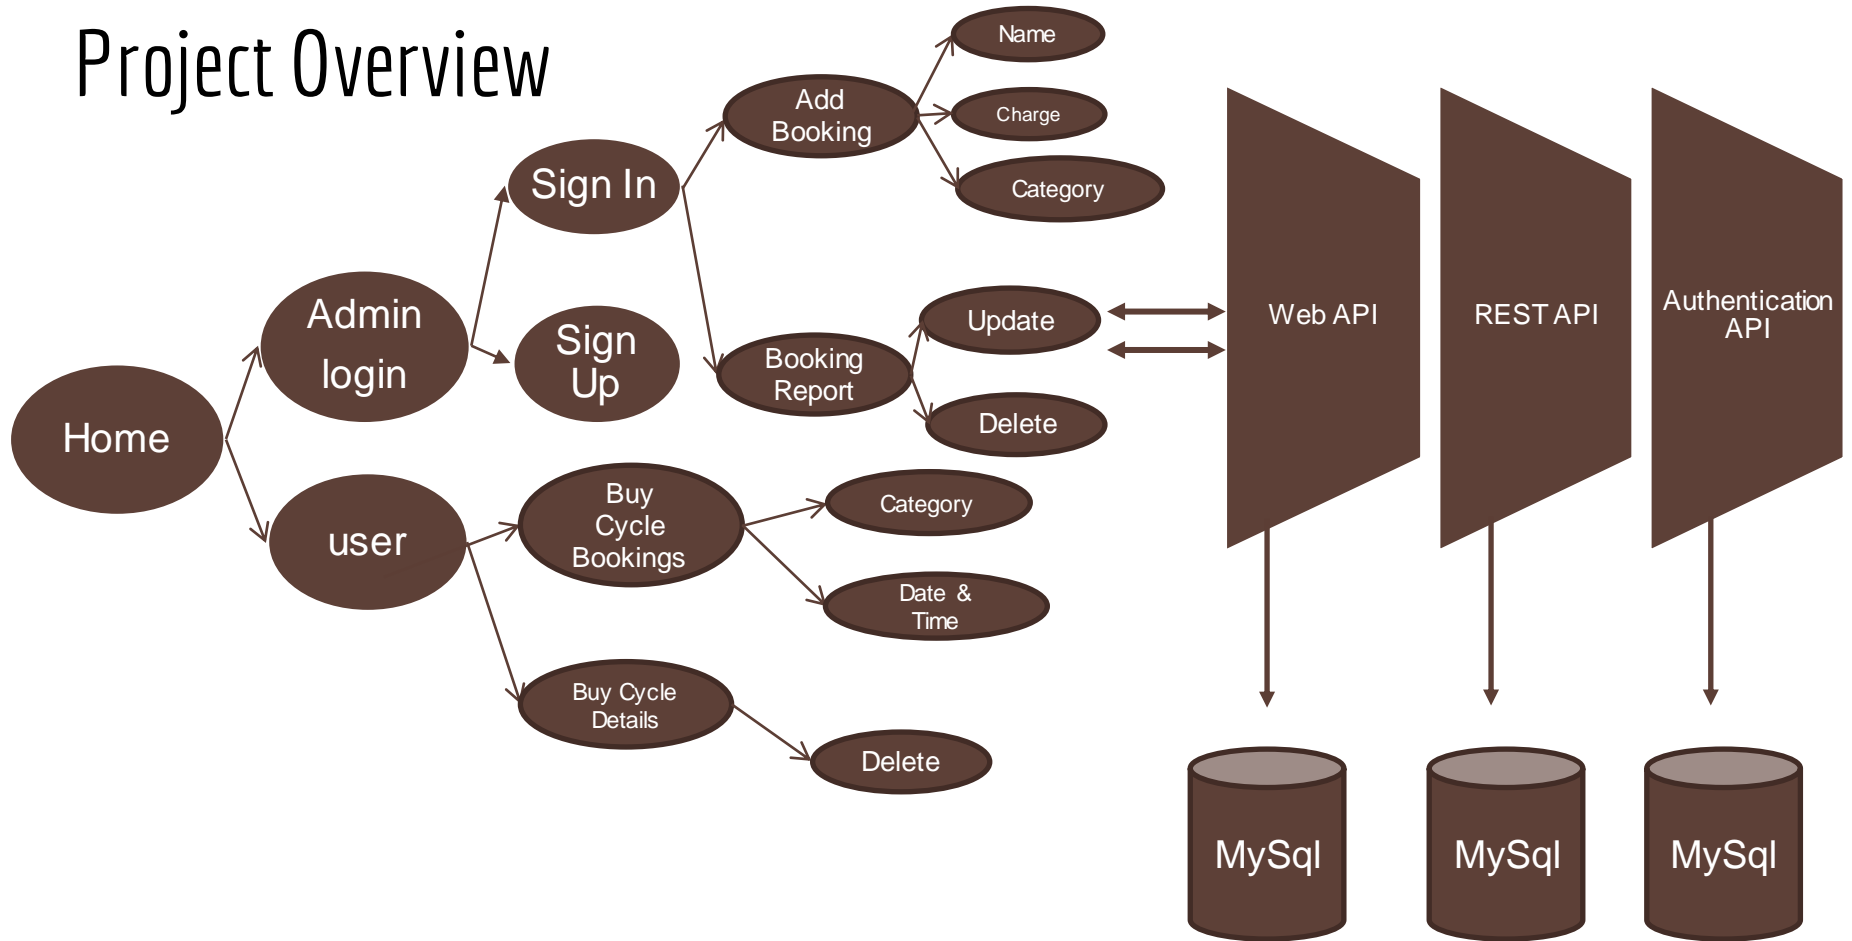 Project Overview
Name
Add
Booking
Charge
Sign In
Category
Admin
login
Sign
Up
Update
Booking
Report
Delete
Home
user
Buy
Cycle
Bookings
Category
Date &
Time
Buy Cycle
Details
Delete
Web API
REST API
Authentication
API
MySql
MySql
MySql